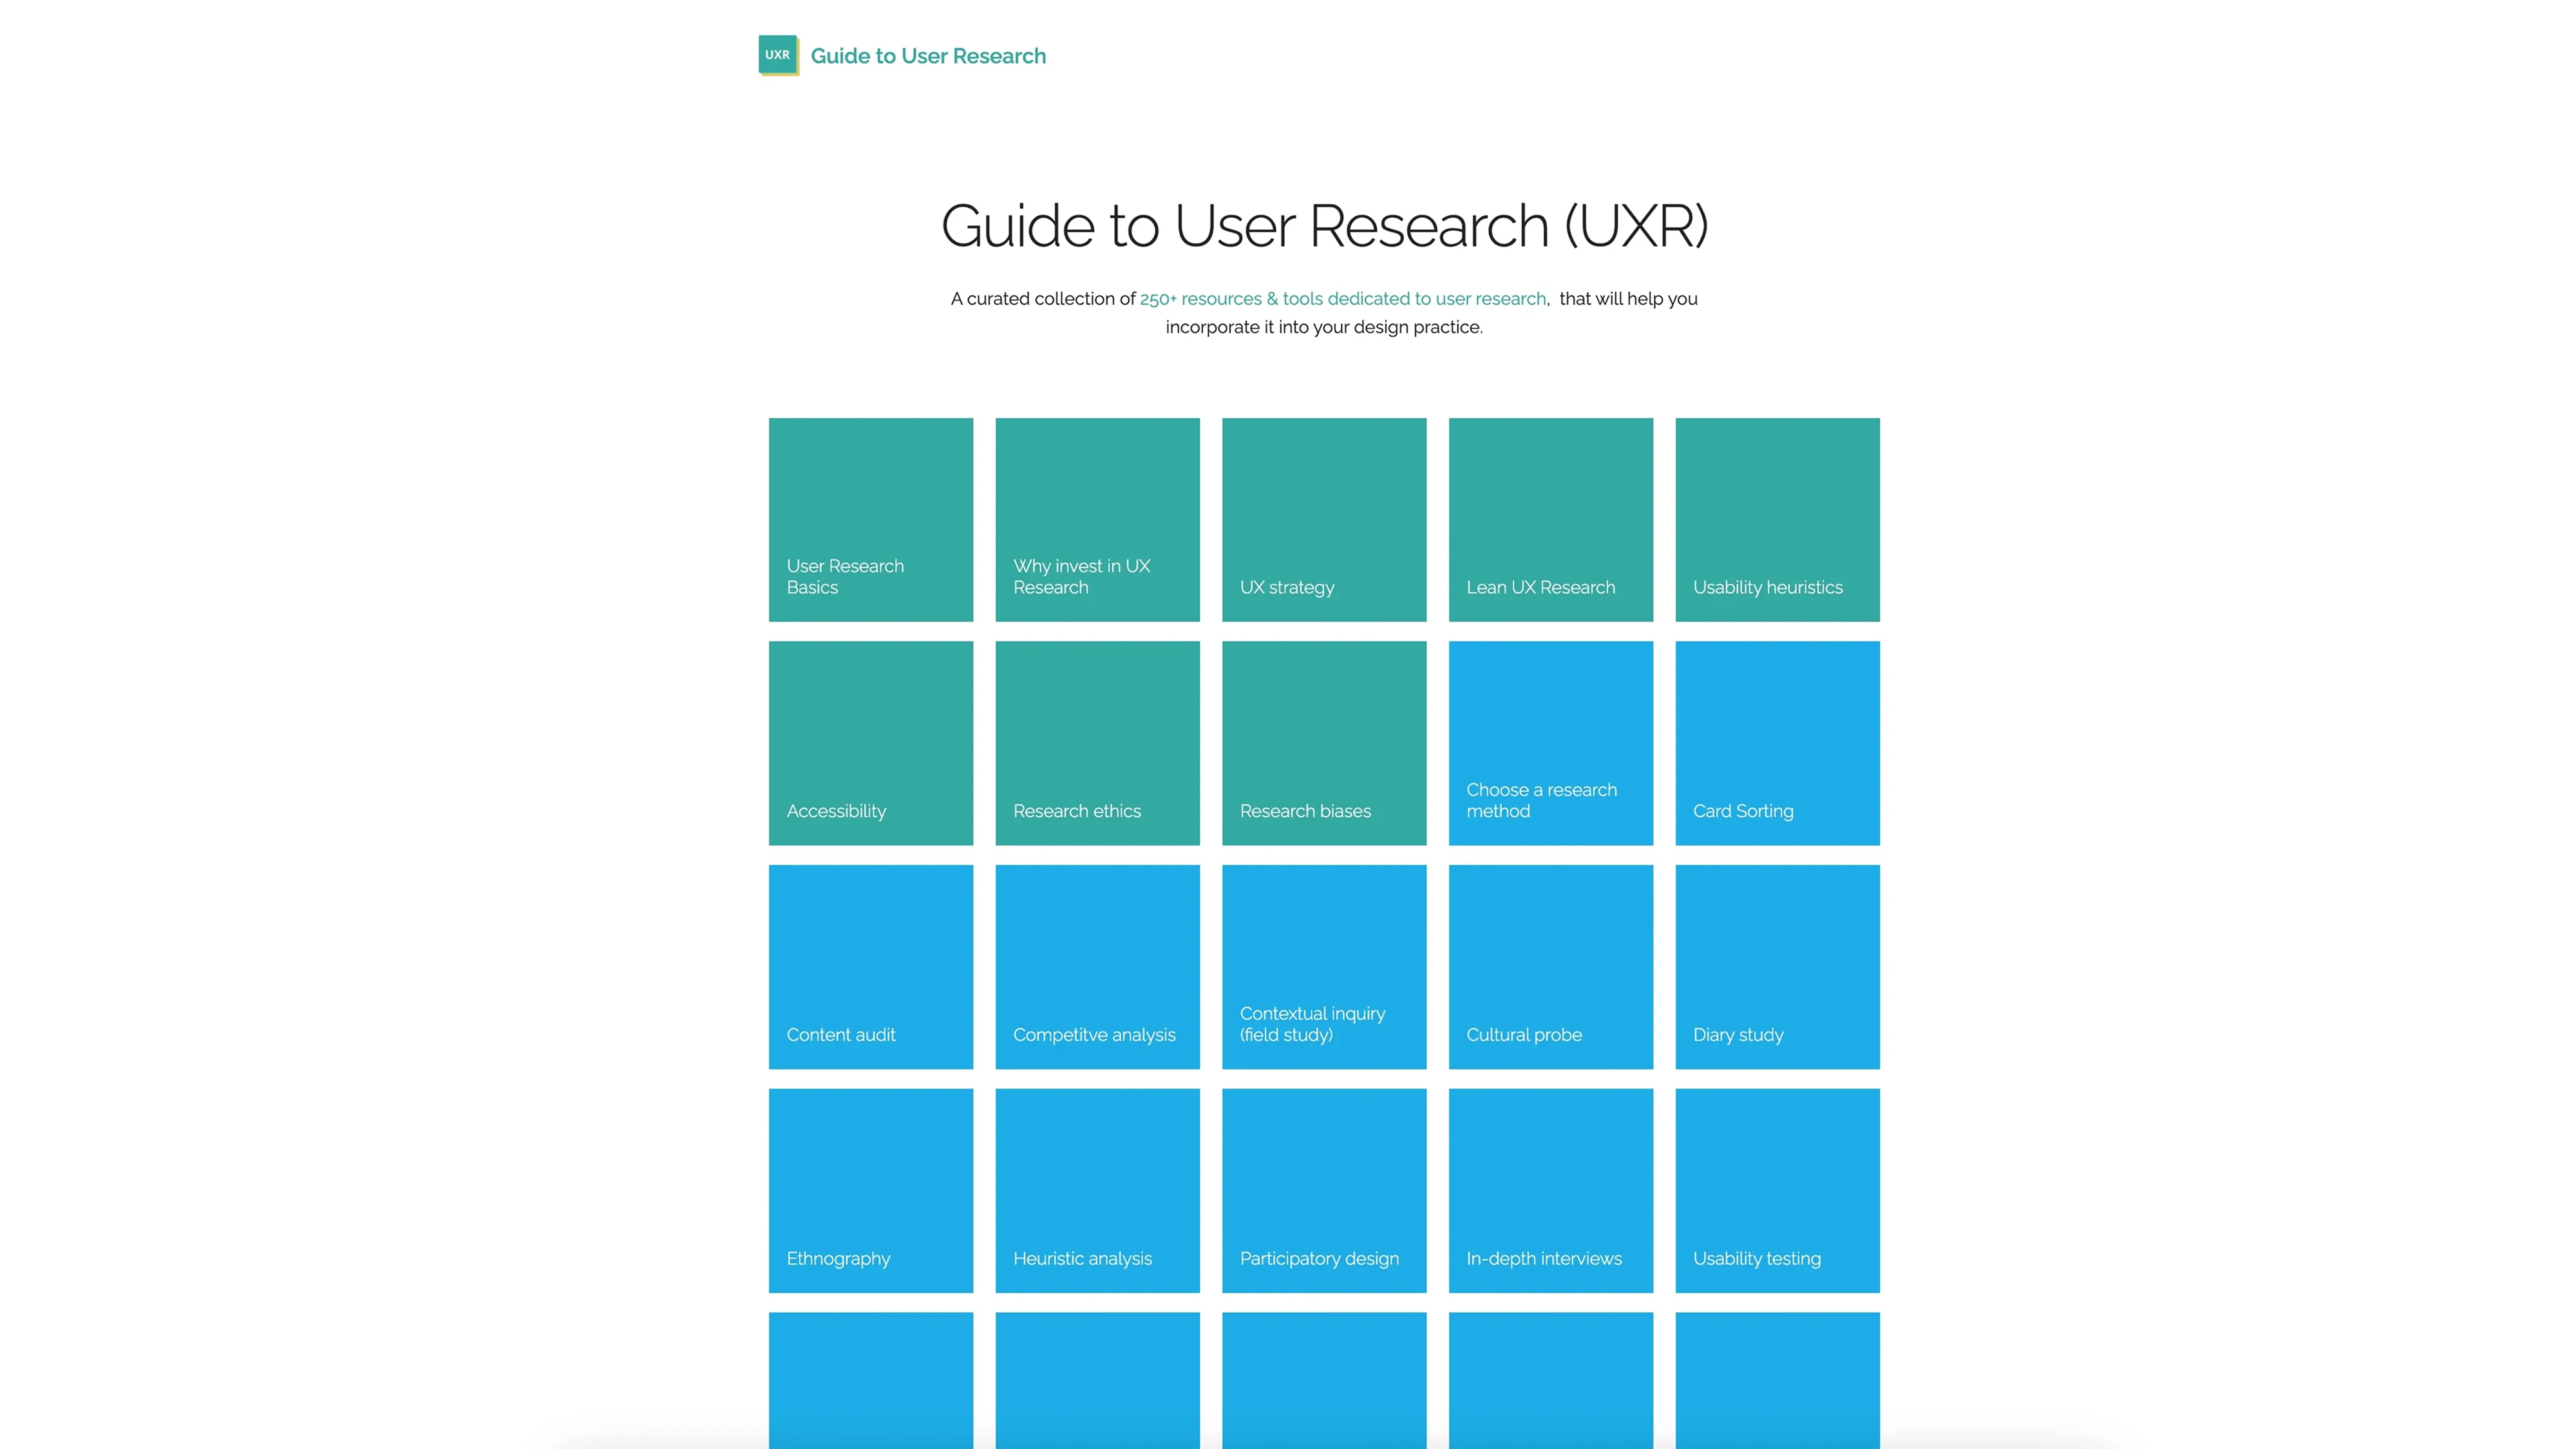 UXR
Guide to User Research
Guide to User Research (UXR)
A curated collection of 250+ resources & tools dedicated to user research, that will help you
incorporate it into your design practice.
User Research
Basics
Why invest in UX
Research
UX strategy
Lean UX Research
Usability heuristics
Accessibility
Research ethics
Research biases
Choose a research
method
Card Sorting
Content audit
Competitve analysis
Contextual inquiry
(field study)
Cultural probe
Diary study
Ethnography
Heuristic analysis
Participatory design
In-depth interviews
Usability testing